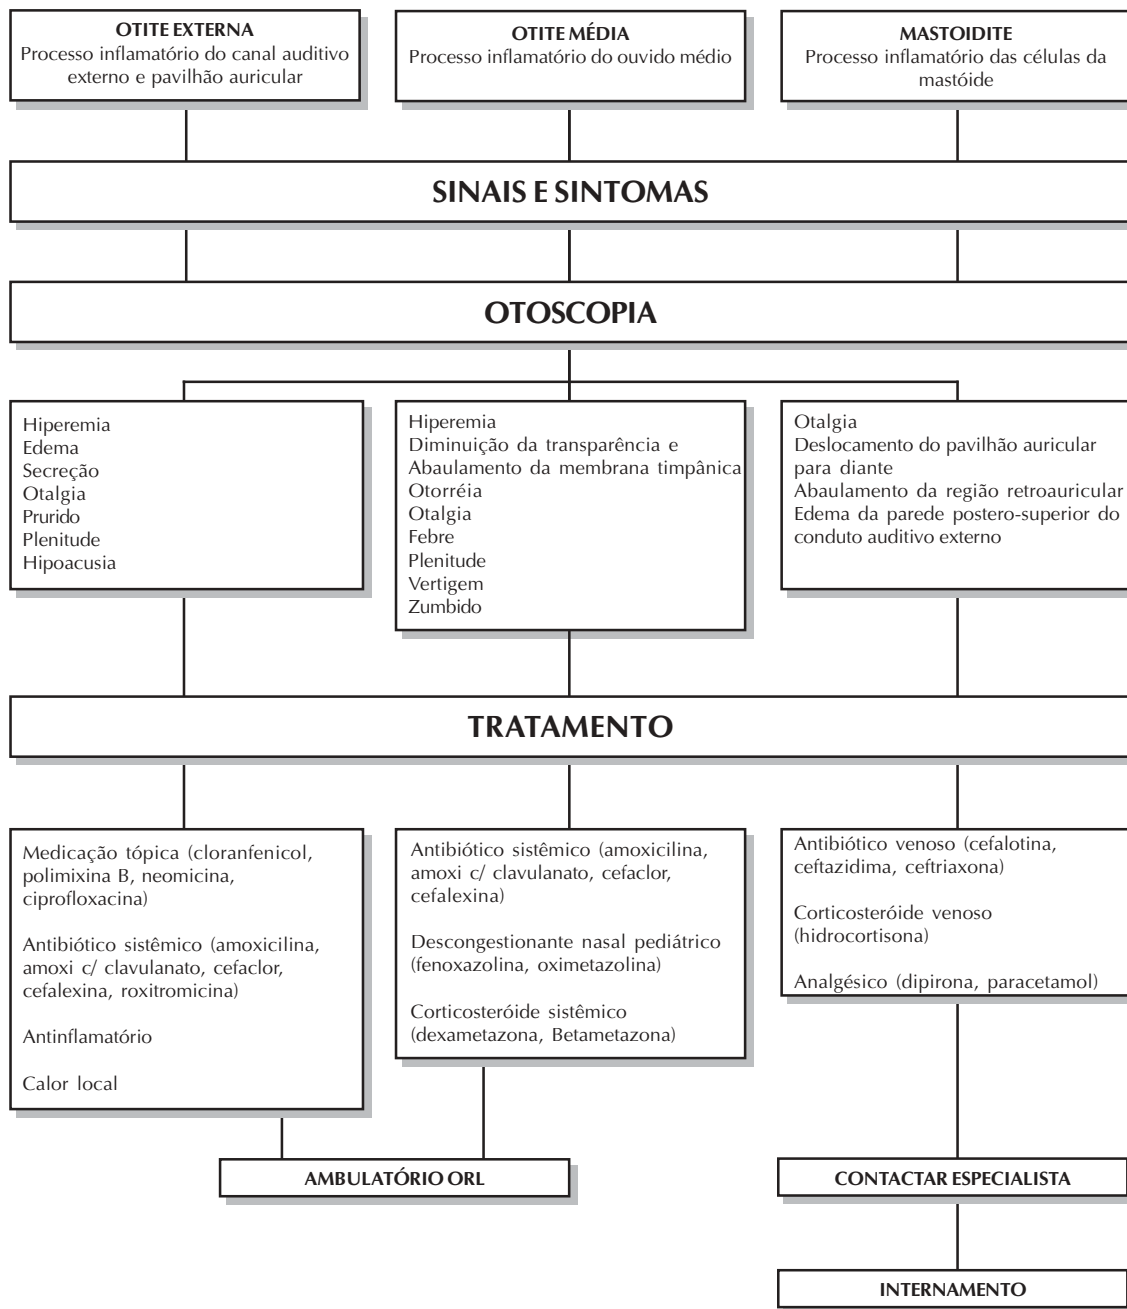 OTITE EXTERNA
Processo inflamatório do canal auditivo
externo e pavilhão auricular
OTITE MÉDIA
Processo inflamatório do ouvido médio
MASTOIDITE
Processo inflamatório das células da
mastóide
SINAIS E SINTOMAS
OTOSCOPIA
Hiperemia
Edema
Secreção
Otalgia
Prurido
Plenitude
Hipoacusia
Hiperemia
Diminuição da transparência e
Abaulamento da membrana timpânica
Otorréia
Otalgia
Febre
Plenitude
Vertigem
Zumbido
Otalgia
Deslocamento do pavilhão auricular
para diante
Abaulamento da região retroauricular
Edema da parede postero-superior do
conduto auditivo externo
TRATAMENTO
Medicação tópica (cloranfenicol,
polimixina B, neomicina,
ciprofloxacina)
Antibiótico sistêmico (amoxicilina,
amoxi c/ clavulanato, cefaclor,
cefalexina, roxitromicina)
Antinflamatório
Calor local
Antibiótico sistêmico (amoxicilina,
amoxi c/ clavulanato, cefaclor,
cefalexina)
Descongestionante nasal pediátrico
(fenoxazolina, oximetazolina)
Corticosteróide sistêmico
(dexametazona, Betametazona)
Antibiótico venoso (cefalotina,
ceftazidima, ceftriaxona)
Corticosteróide venoso
(hidrocortisona)
Analgésico (dipirona, paracetamol)
AMBULATÓRIO ORL
CONTACTAR ESPECIALISTA
INTERNAMENTO